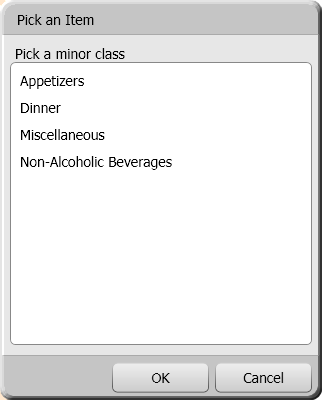 Pick an Item
Pick a minor class
Appetizers
Dinner
Miscellaneous
Non-Alcoholic Beverages
OK
Cancel